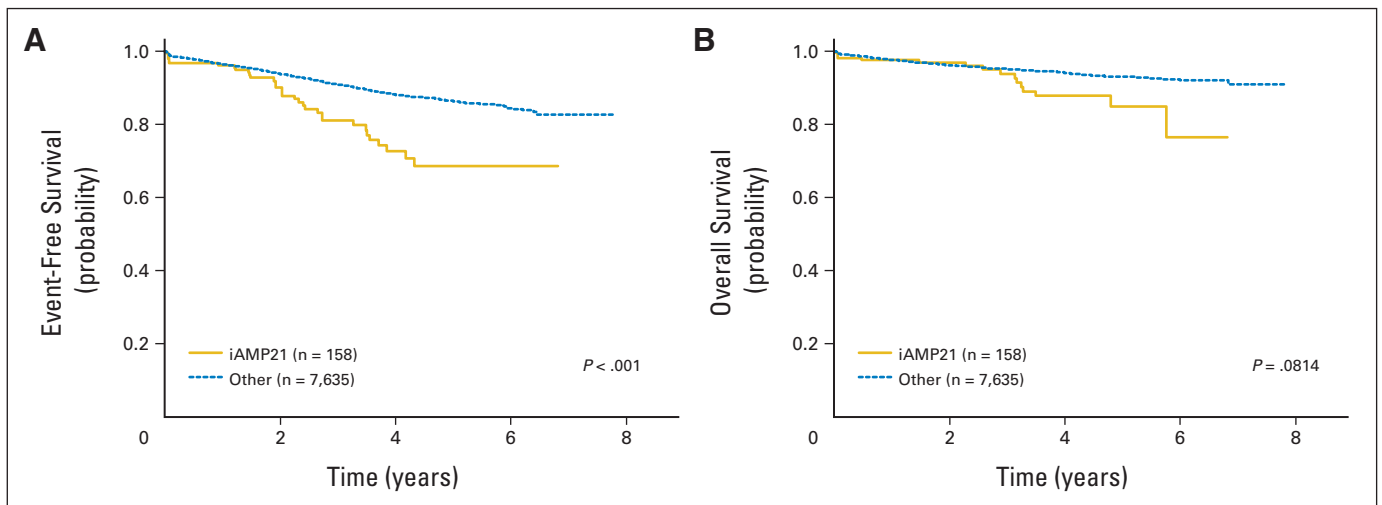 A
Event-Free Survival
(probability)
1.0
0.8
0.6
0.4
0.2
0
2
4
6
8
Time (years)
iAMP21 (n = 158)
Other (n = 7,635)
P < .001
B
Overall Survival
(probability)
1.0
0.8
0.6
0.4
0.2
0
2
4
6
8
Time (years)
iAMP21 (n = 158)
Other (n = 7,635)
P = .0814